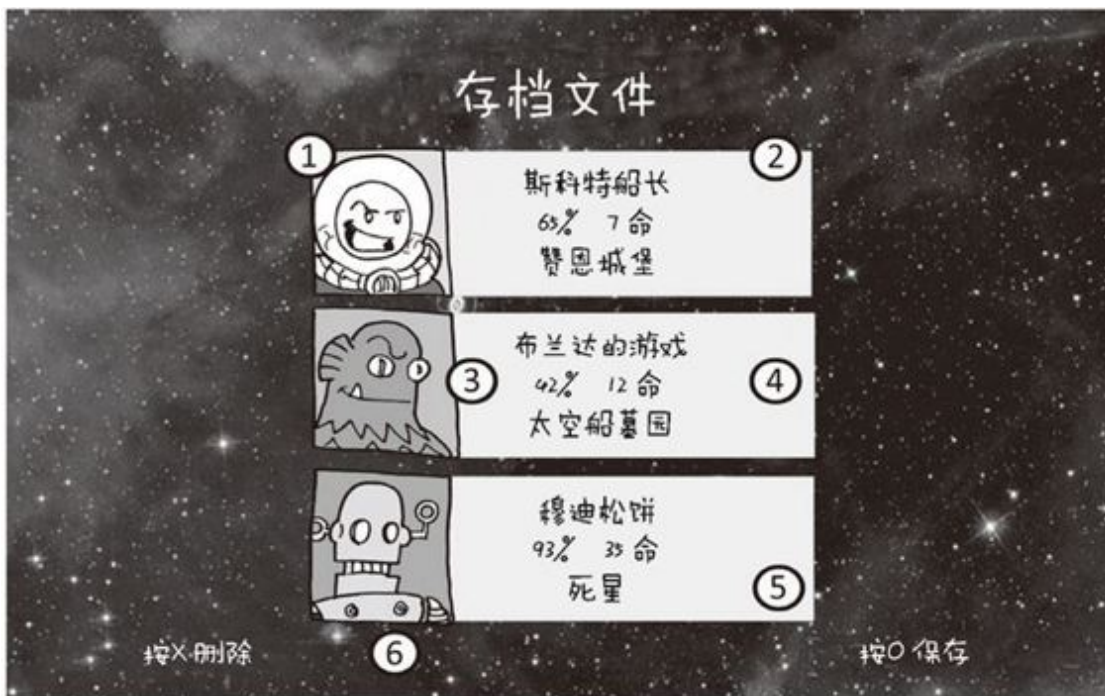 存档文件
① ②
斯科特船长
65% 7命
赞恩城堡
布兰达的游戏
③ 42% 12命 ④
太空船墓园
穆迪松饼
93% 35命
死星 ⑤
按X删除 ⑥ 按O保存